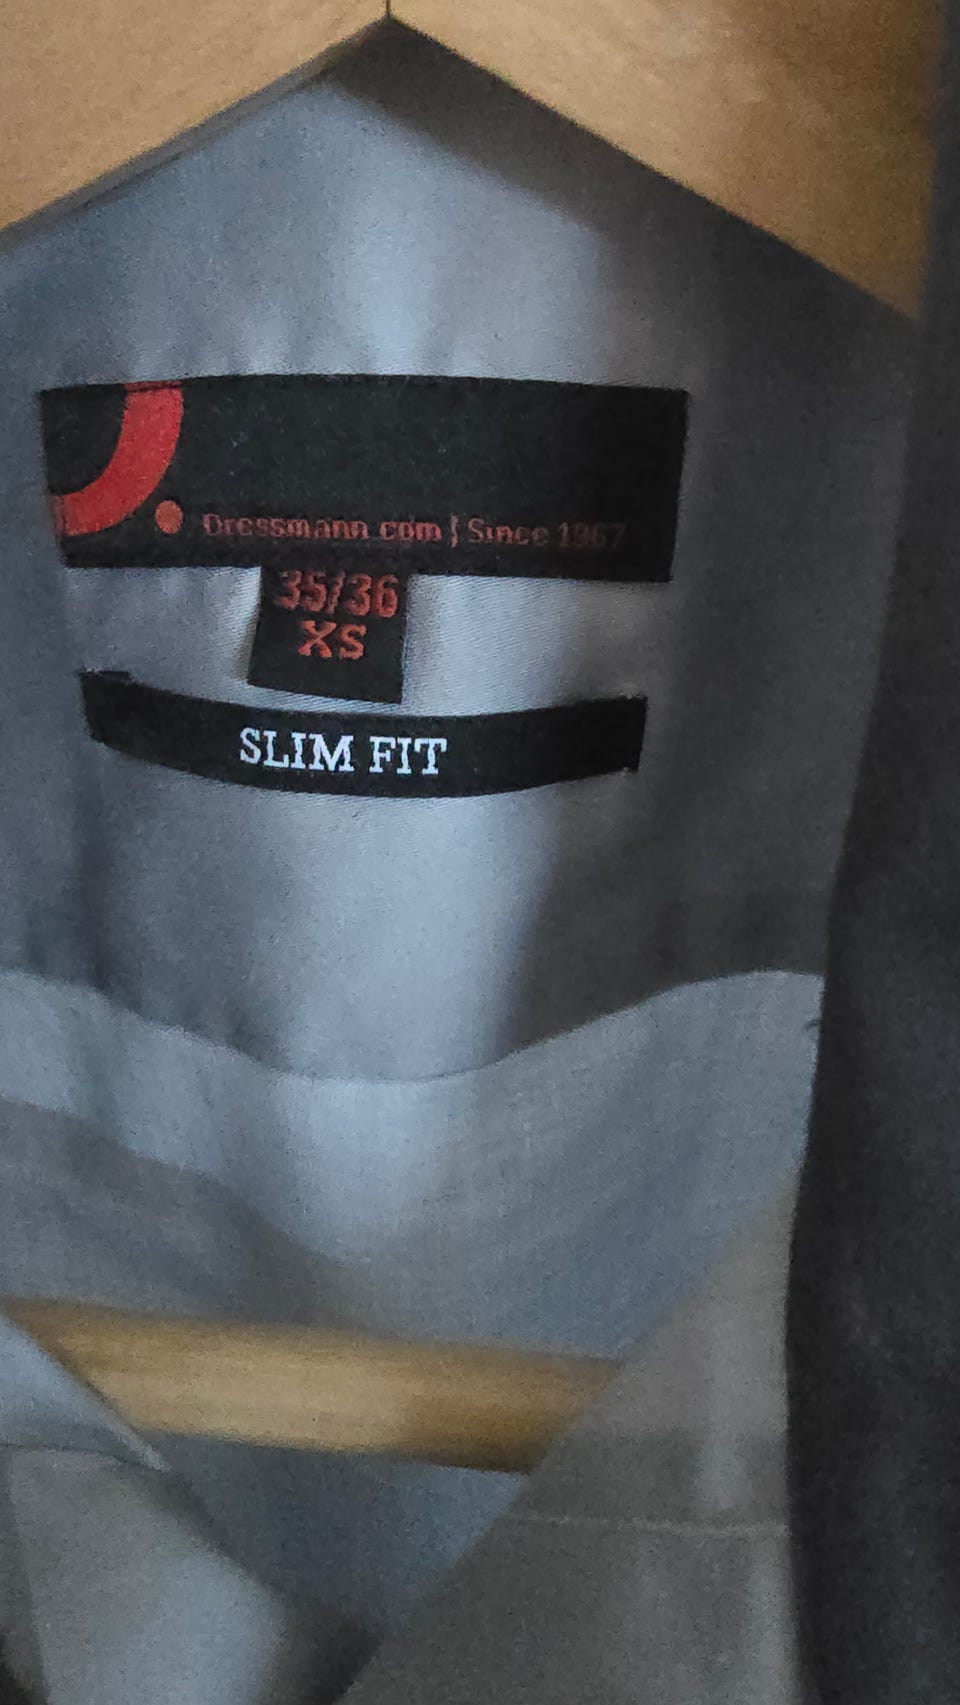 Dressmann.com | Since 1967
35/36
XS
SLIM FIT